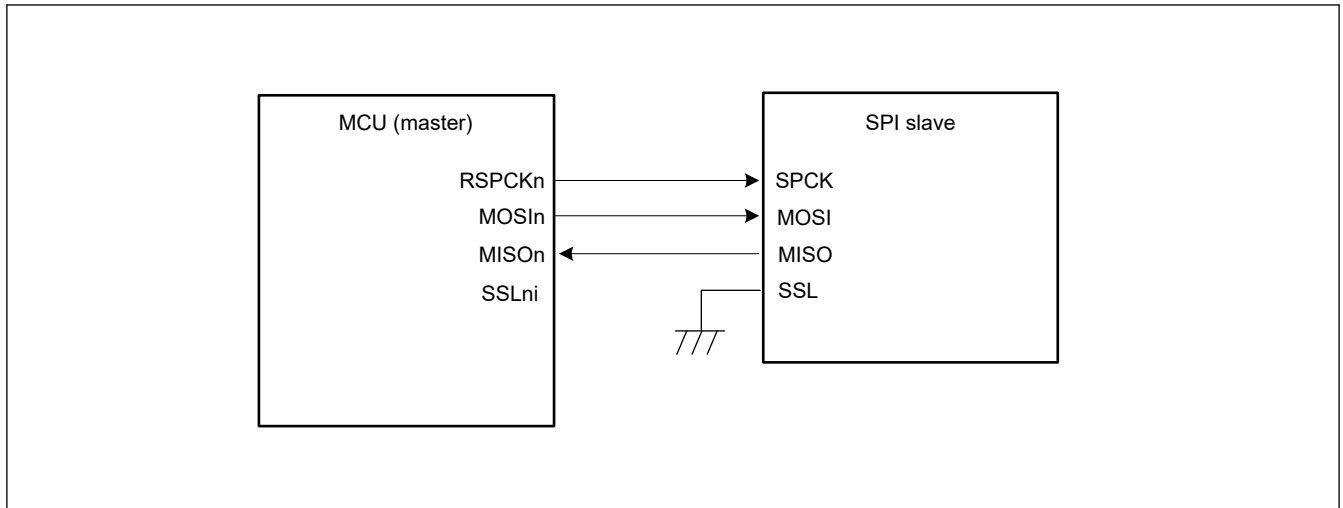 MCU (master)
RSPCKn
MOSIn
MISOn
SSLni
SPI slave
SPCK
MOSI
MISO
SSL